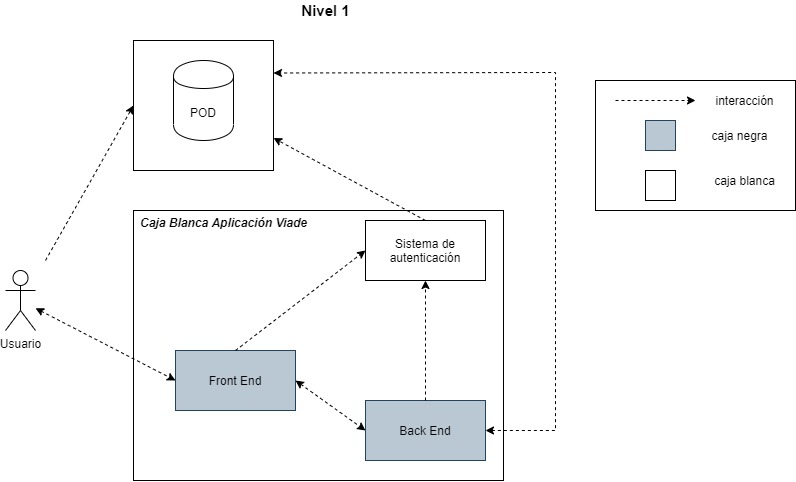 Nivel 1
POD
interacción
caja negra
caja blanca
Caja Blanca Aplicación Viade
Sistema de
autenticación
Usuario
Front End
Back End